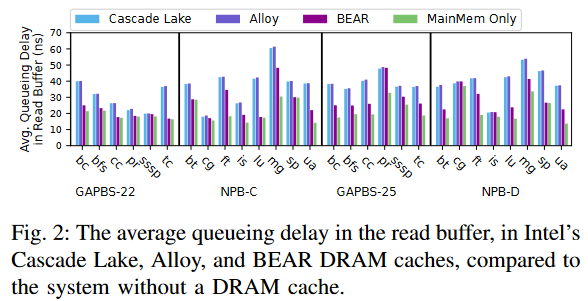 Cascade Lake Alloy BEAR MainMem Only
Avg. Queueing Delay
in Read Buffer (ns)
70
60
50
40
30
20
10
0
bc bfs cc pr sssp tc bt cg ft is lu mg sp ua bc bfs cc pr sssp tc bt cg ft is lu mg sp ua
GAPBS-22 NPB-C GAPBS-25 NPB-D
Fig. 2: The average queueing delay in the read buffer, in Intel's
Cascade Lake, Alloy, and BEAR DRAM caches, compared to
the system without a DRAM cache.